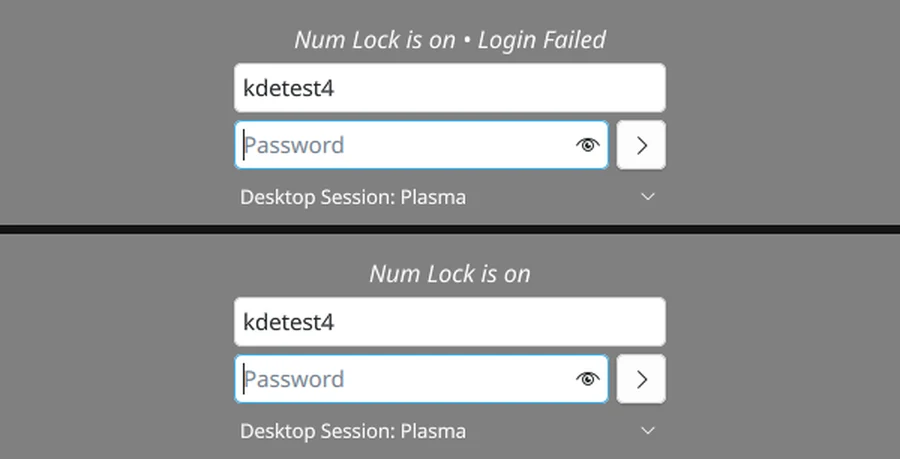 Num Lock is on • Login Failed
kdetest4
Password
Desktop Session: Plasma
Num Lock is on
kdetest4
Password
Desktop Session: Plasma